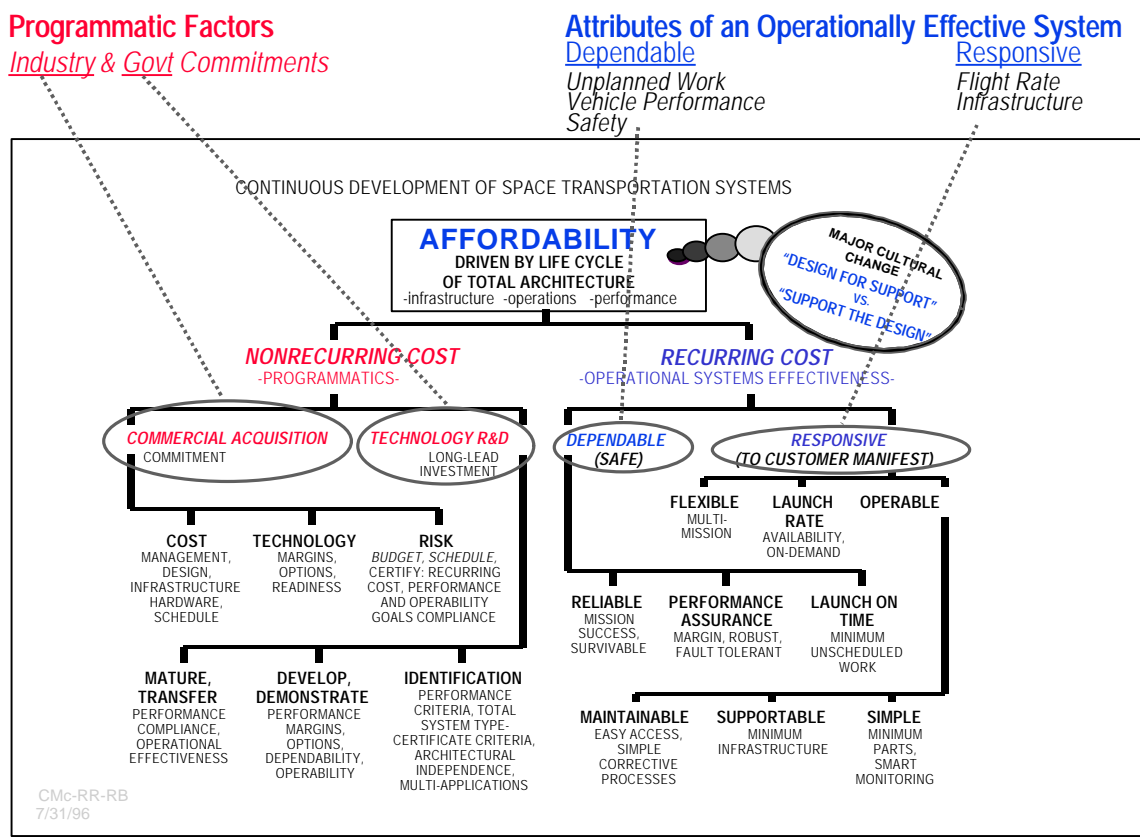 Programmatic Factors
Industry & Govt Commitments
Attributes of an Operationally Effective System
Dependable
Unplanned Work
Vehicle Performance
Safety
Responsive
Flight Rate
Infrastructure
CONTINUOUS DEVELOPMENT OF SPACE TRANSPORTATION SYSTEMS
AFFORDABILITY
DRIVEN BY LIFE CYCLE
OF TOTAL ARCHITECTURE
-infrastructure -operations -performance
MAJOR CULTURAL
CHANGE
"DESIGN FOR SUPPORT"
VS.
"SUPPORT THE DESIGN"
NONRECURRING COST
-PROGRAMMATICS-
RECURRING COST
-OPERATIONAL SYSTEMS EFFECTIVENESS-
COMMERCIAL ACQUISITION
COMMITMENT
TECHNOLOGY R&D
LONG-LEAD
INVESTMENT
DEPENDABLE
(SAFE)
RESPONSIVE
(TO CUSTOMER MANIFEST)
FLEXIBLE
MULTI-
MISSION
LAUNCH
RATE
AVAILABILITY,
ON-DEMAND
OPERABLE
COST
MANAGEMENT,
DESIGN,
INFRASTRUCTURE
HARDWARE,
SCHEDULE
TECHNOLOGY
MARGINS,
OPTIONS,
READINESS
RISK
BUDGET, SCHEDULE,
CERTIFY: RECURRING
COST, PERFORMANCE
AND OPERABILITY
GOALS COMPLIANCE
RELIABLE
MISSION
SUCCESS,
SURVIVABLE
PERFORMANCE
ASSURANCE
MARGIN, ROBUST,
FAULT TOLERANT
LAUNCH ON
TIME
MINIMUM
UNSCHEDULED
WORK
MATURE,
TRANSFER
PERFORMANCE
COMPLIANCE,
OPERATIONAL
EFFECTIVENESS
DEVELOP,
DEMONSTRATE
PERFORMANCE
MARGINS,
OPTIONS,
DEPENDABILITY,
OPERABILITY
IDENTIFICATION
PERFORMANCE
CRITERIA, TOTAL
SYSTEM TYPE-
CERTIFICATE CRITERIA,
ARCHITECTURAL
INDEPENDENCE,
MULTI-APPLICATIONS
MAINTAINABLE
EASY ACCESS,
SIMPLE
CORRECTIVE
PROCESSES
SUPPORTABLE
MINIMUM
INFRASTRUCTURE
SIMPLE
MINIMUM
PARTS,
SMART
MONITORING
CMc-RR-RB
7/31/96